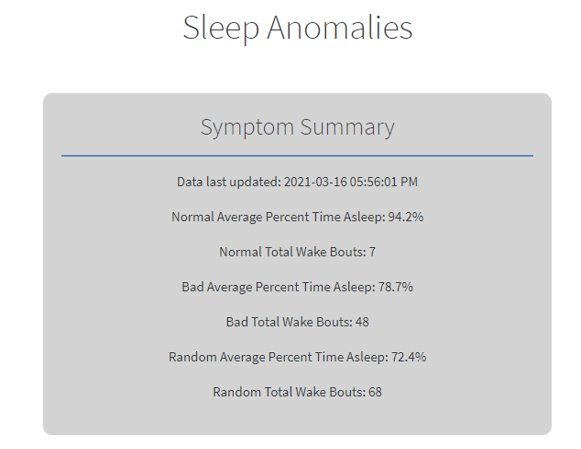 Sleep Anomalies
Symptom Summary
Data last updated: 2021-03-16 05:56:01 PM
Normal Average Percent Time Asleep: 94.2%
Normal Total Wake Bouts: 7
Bad Average Percent Time Asleep: 78.7%
Bad Total Wake Bouts: 48
Random Average Percent Time Asleep: 72.4%
Random Total Wake Bouts: 68